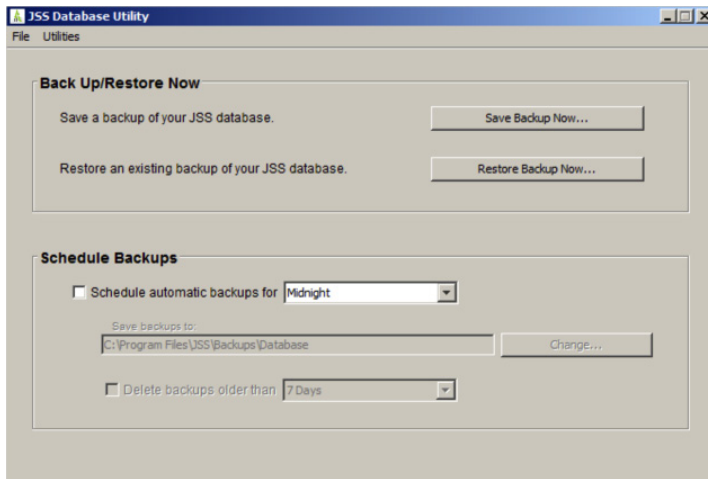 JSS Database Utility
File Utilities
Back Up/Restore Now
Save a backup of your JSS database.
Save Backup Now...
Restore an existing backup of your JSS database.
Restore Backup Now...
Schedule Backups
Schedule automatic backups for Midnight
Save backups to:
C:\Program Files\JSS\Backups\Database
Change...
Delete backups older than 7 Days